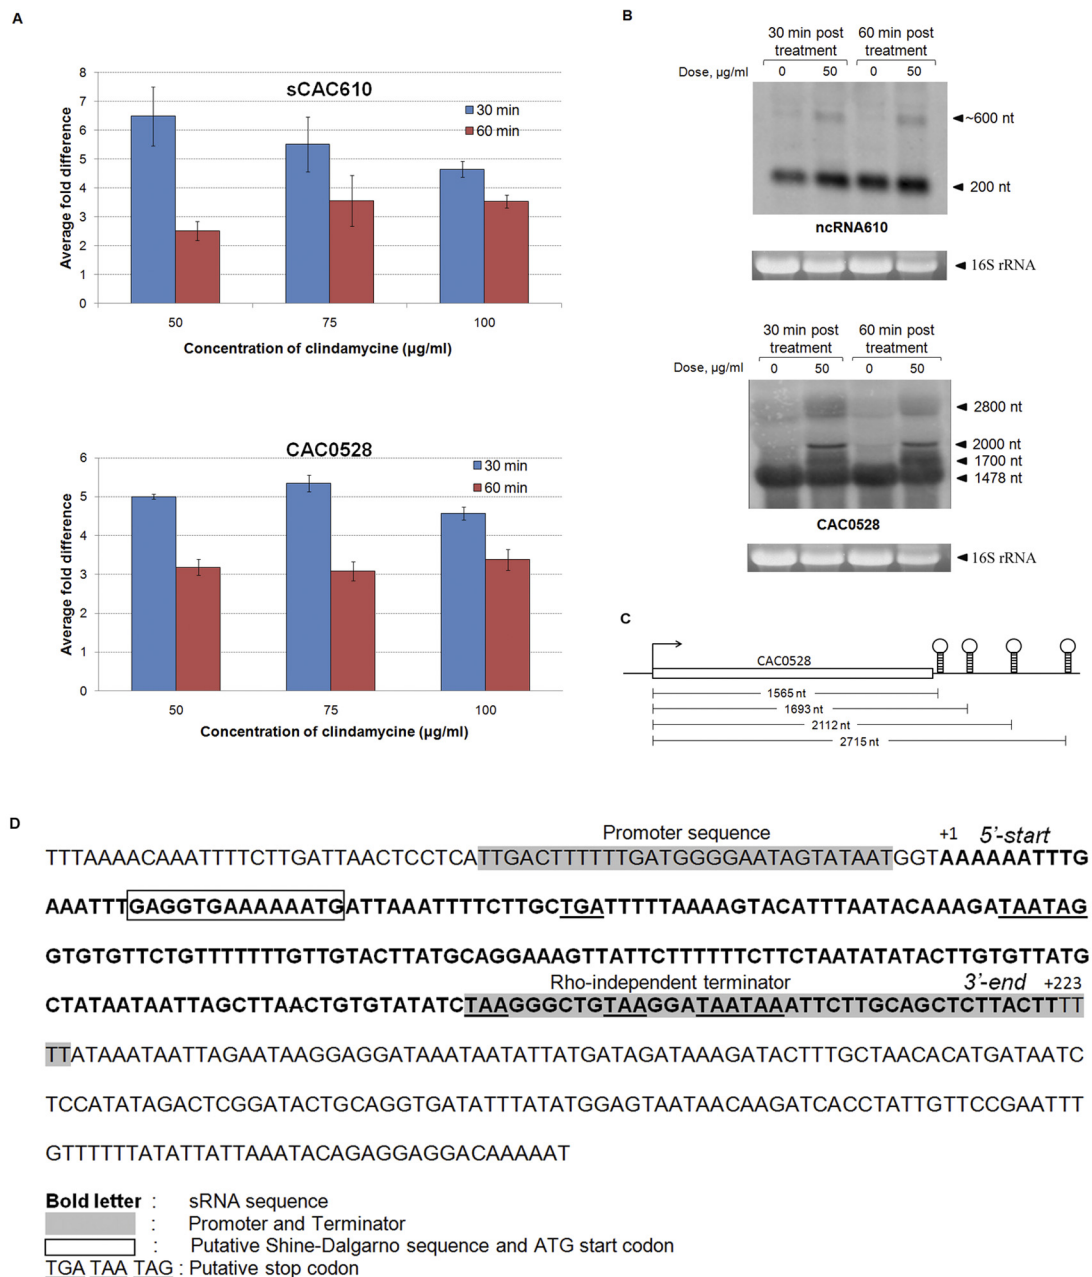 A
sCAC610
8
7
6
5
4
3
2
1
0
Average fold difference
30 min
60 min
50 75 100
Concentration of clindamycine (µg/ml)
CAC0528
6
5
4
3
2
1
0
Average fold difference
30 min
60 min
50 75 100
Concentration of clindamycine (µg/ml)
B
30 min post treatment
60 min post treatment
Dose, µg/ml 0 50 0 50
~600 nt
200 nt
ncRNA610
16S rRNA
30 min post treatment
60 min post treatment
Dose, µg/ml 0 50 0 50
2800 nt
2000 nt
1700 nt
1478 nt
CAC0528
16S rRNA
C
CAC0528
1565 nt
1693 nt
2112 nt
2715 nt
D
Promoter sequence +1 5'-start
TTTAAAACAAATTTTCTTGATTAACTCCTCATTGACTTTTTTGATGGGGAATAGTATAATGGTAAAAAATTTG
AAATTTGAGGTGAAAAAATGATTAAATTTTCTTGCTGATTTTTAAAAGTACATTTAATACAAAGATAATAG
GTGTGTTCTGTTTTTTTGTTGTACTTATGCAGGAAAGTTATTCTTTTTTCTTCTAATATATACTTGTGTTATG
Rho-independent terminator 3'-end +223
CTATAATAATTAGCTTAACTGTGTATATCTAAGGGCTGTAAGGATAATAAATTCTTGCAGCTCTTACTTTT
TTATAAATAATTAGAATAAGGAGGATAAATAATATTATGATAGATAAAGATACTTTGCTAACACATGATAATC
TCCATATAGACTCGGATACTGCAGGTGATATTTATATGGAGTAATAACAAGATCACCTATTGTTCCGAATTT
GTTTTTTATATTATTAAATACAGAGGAGGACAAAAAT
Bold letter : sRNA sequence
: Promoter and Terminator
: Putative Shine-Dalgarno sequence and ATG start codon
TGA TAA TAG : Putative stop codon